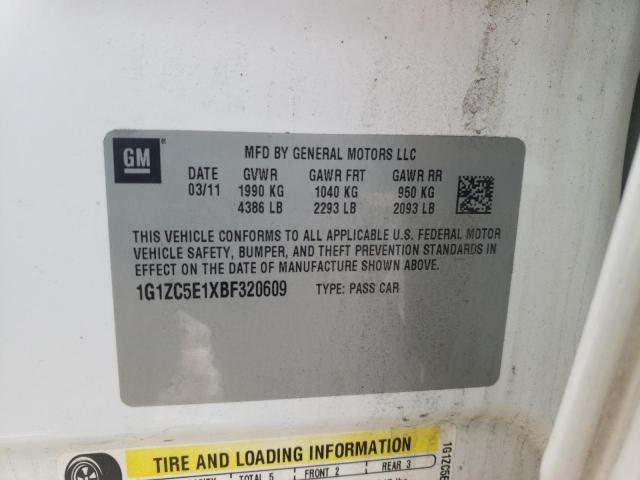 GM
MFD BY GENERAL MOTORS LLC
DATE GVWR GAWR FRT GAWR RR
03/11 1990 KG 1040 KG 950 KG
4386 LB 2293 LB 2093 LB
THIS VEHICLE CONFORMS TO ALL APPLICABLE U.S. FEDERAL MOTOR
VEHICLE SAFETY, BUMPER, AND THEFT PREVENTION STANDARDS IN
EFFECT ON THE DATE OF MANUFACTURE SHOWN ABOVE.
1G1ZC5E1XBF320609 TYPE: PASS CAR
TIRE AND LOADING INFORMATION
TOTAL 5 FRONT 2 REAR 3
1G1ZC5E